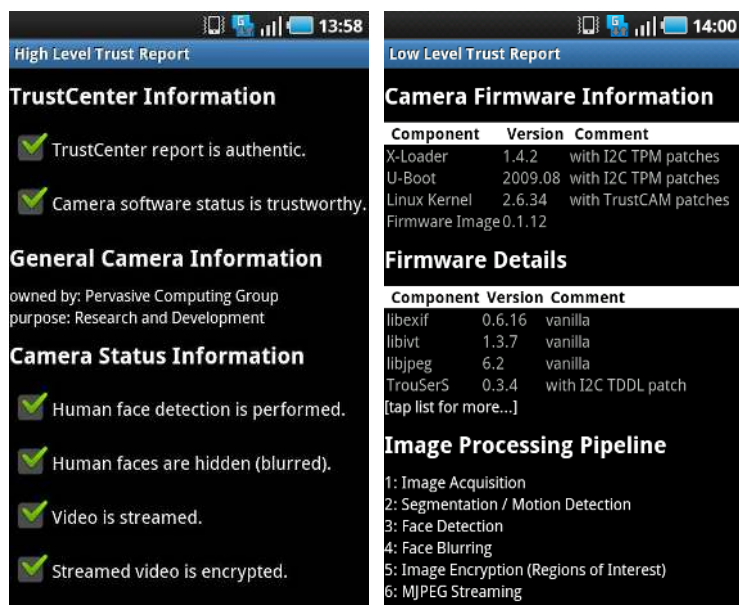 13:58
High Level Trust Report
TrustCenter Information
TrustCenter report is authentic.
Camera software status is trustworthy.
General Camera Information
owned by: Pervasive Computing Group
purpose: Research and Development
Camera Status Information
Human face detection is performed.
Human faces are hidden (blurred).
Video is streamed.
Streamed video is encrypted.
14:00
Low Level Trust Report
Camera Firmware Information
Component Version Comment
X-Loader 1.4.2 with I2C TPM patches
U-Boot 2009.08 with I2C TPM patches
Linux Kernel 2.6.34 with TrustCAM patches
Firmware Image 0.1.12
Firmware Details
Component Version Comment
libexif 0.6.16 vanilla
libivt 1.3.7 vanilla
libjpeg 6.2 vanilla
TrouSerS 0.3.4 with I2C TDDL patch
[tap list for more...]
Image Processing Pipeline
1: Image Acquisition
2: Segmentation / Motion Detection
3: Face Detection
4: Face Blurring
5: Image Encryption (Regions of Interest)
6: MJPEG Streaming